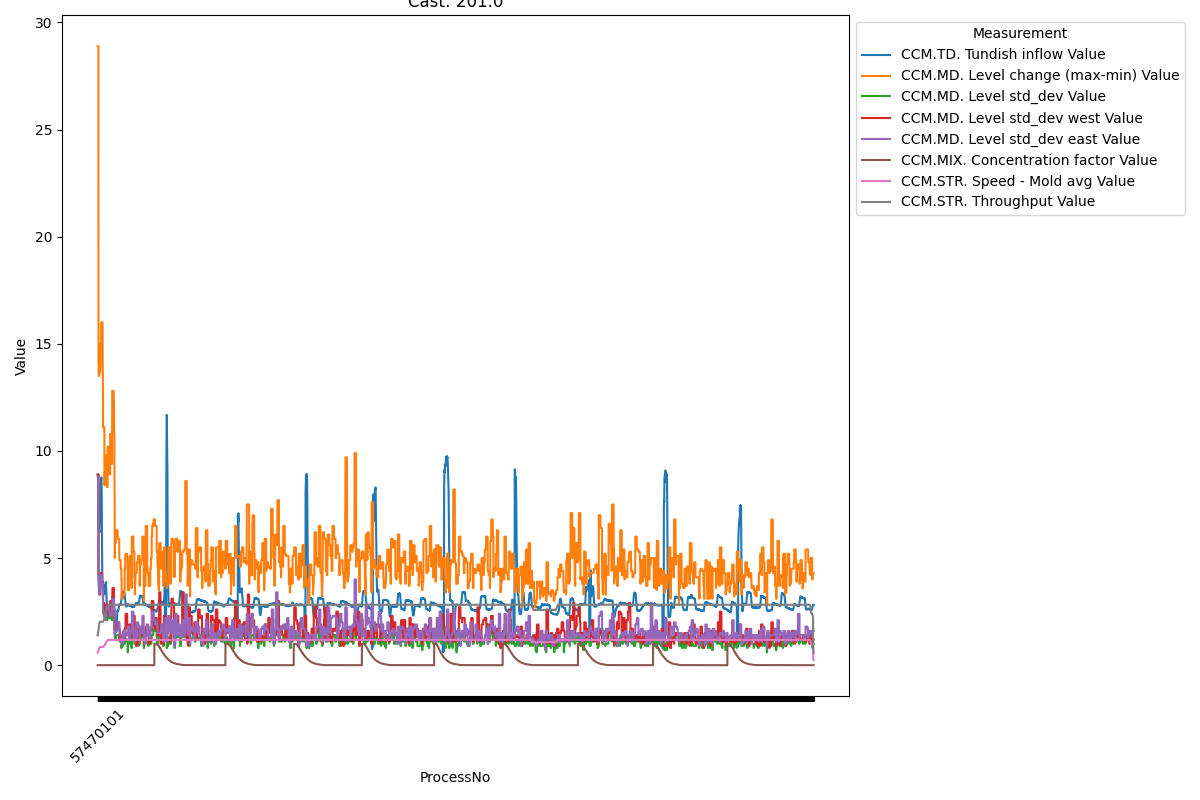 Cast: 201.0
30
25
20
15
10
5
0
Value
57470101
ProcessNo
Measurement
CCM.TD. Tundish inflow Value
CCM.MD. Level change (max-min) Value
CCM.MD. Level std_dev Value
CCM.MD. Level std_dev west Value
CCM.MD. Level std_dev east Value
CCM.MIX. Concentration factor Value
CCM.STR. Speed - Mold avg Value
CCM.STR. Throughput Value